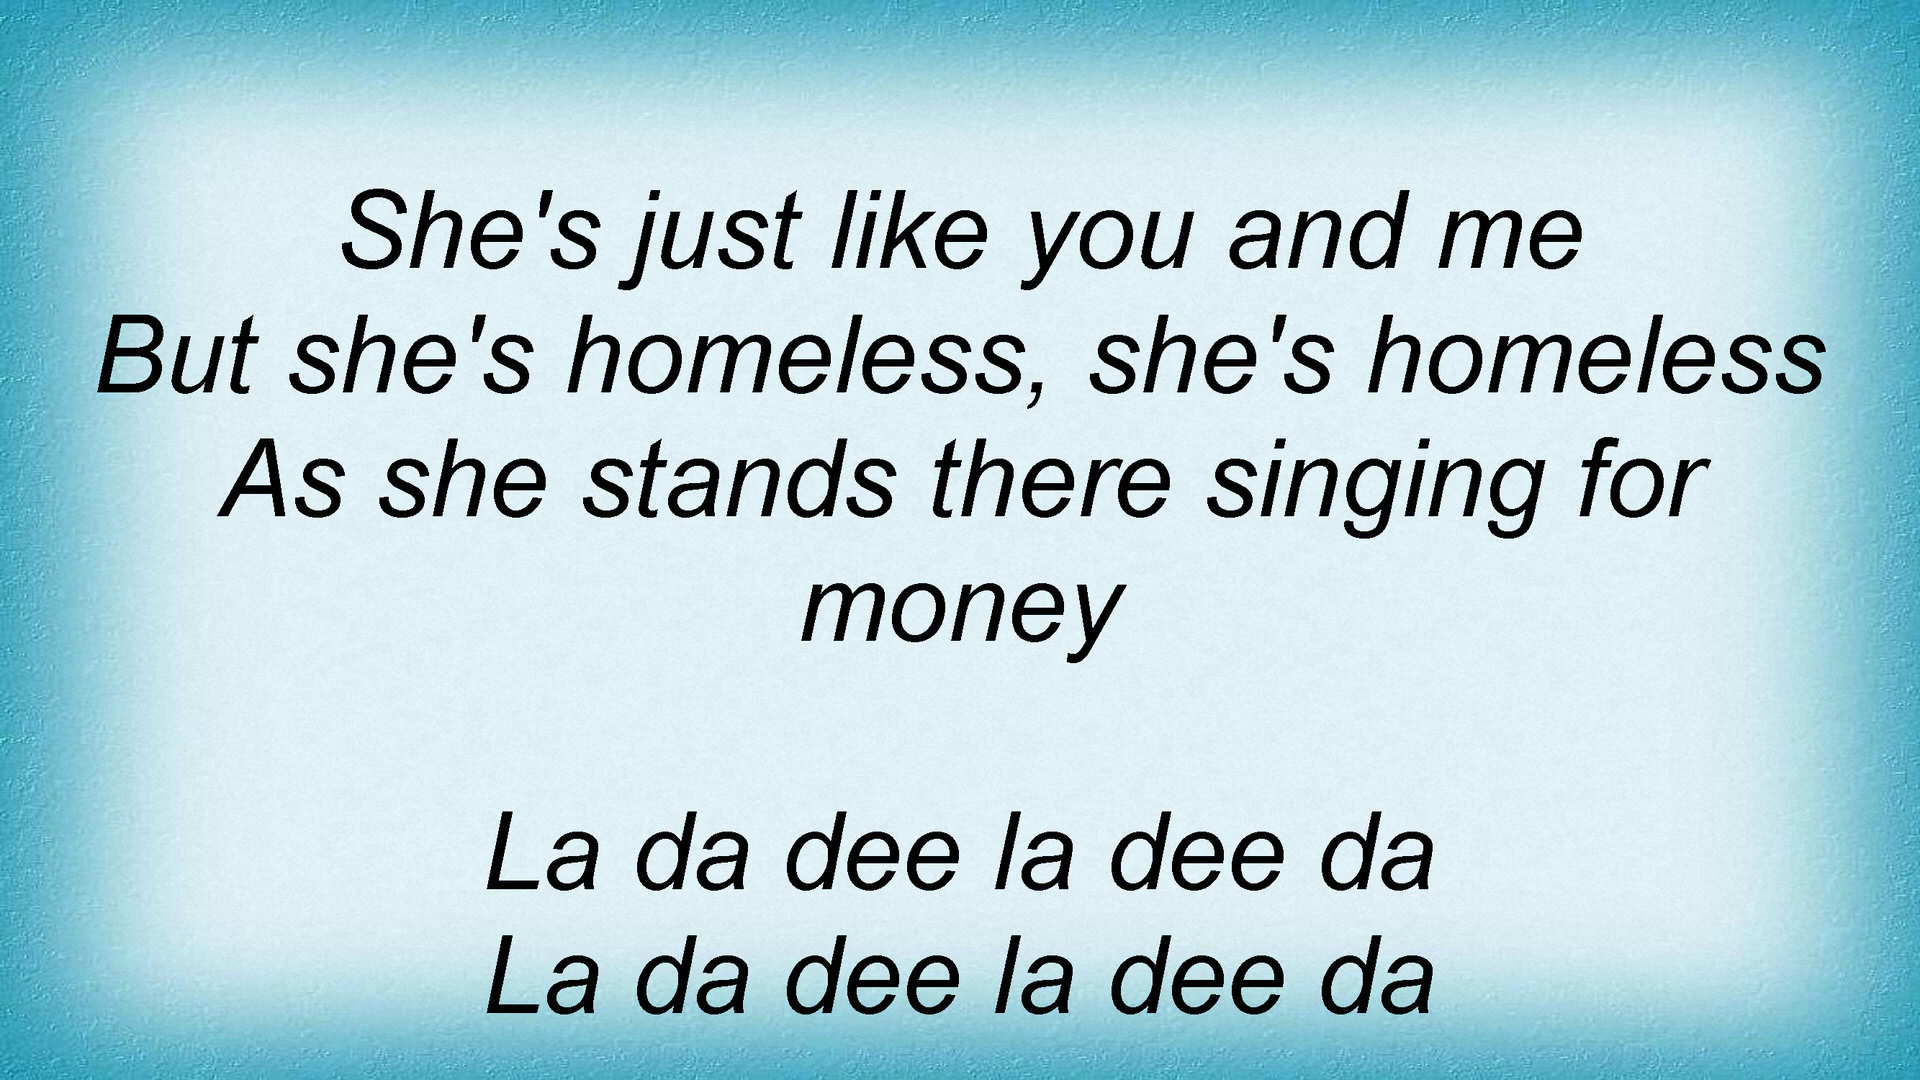 She's just like you and me
But she's homeless, she's homeless
As she stands there singing for
money
La da dee la dee da
La da dee la dee da